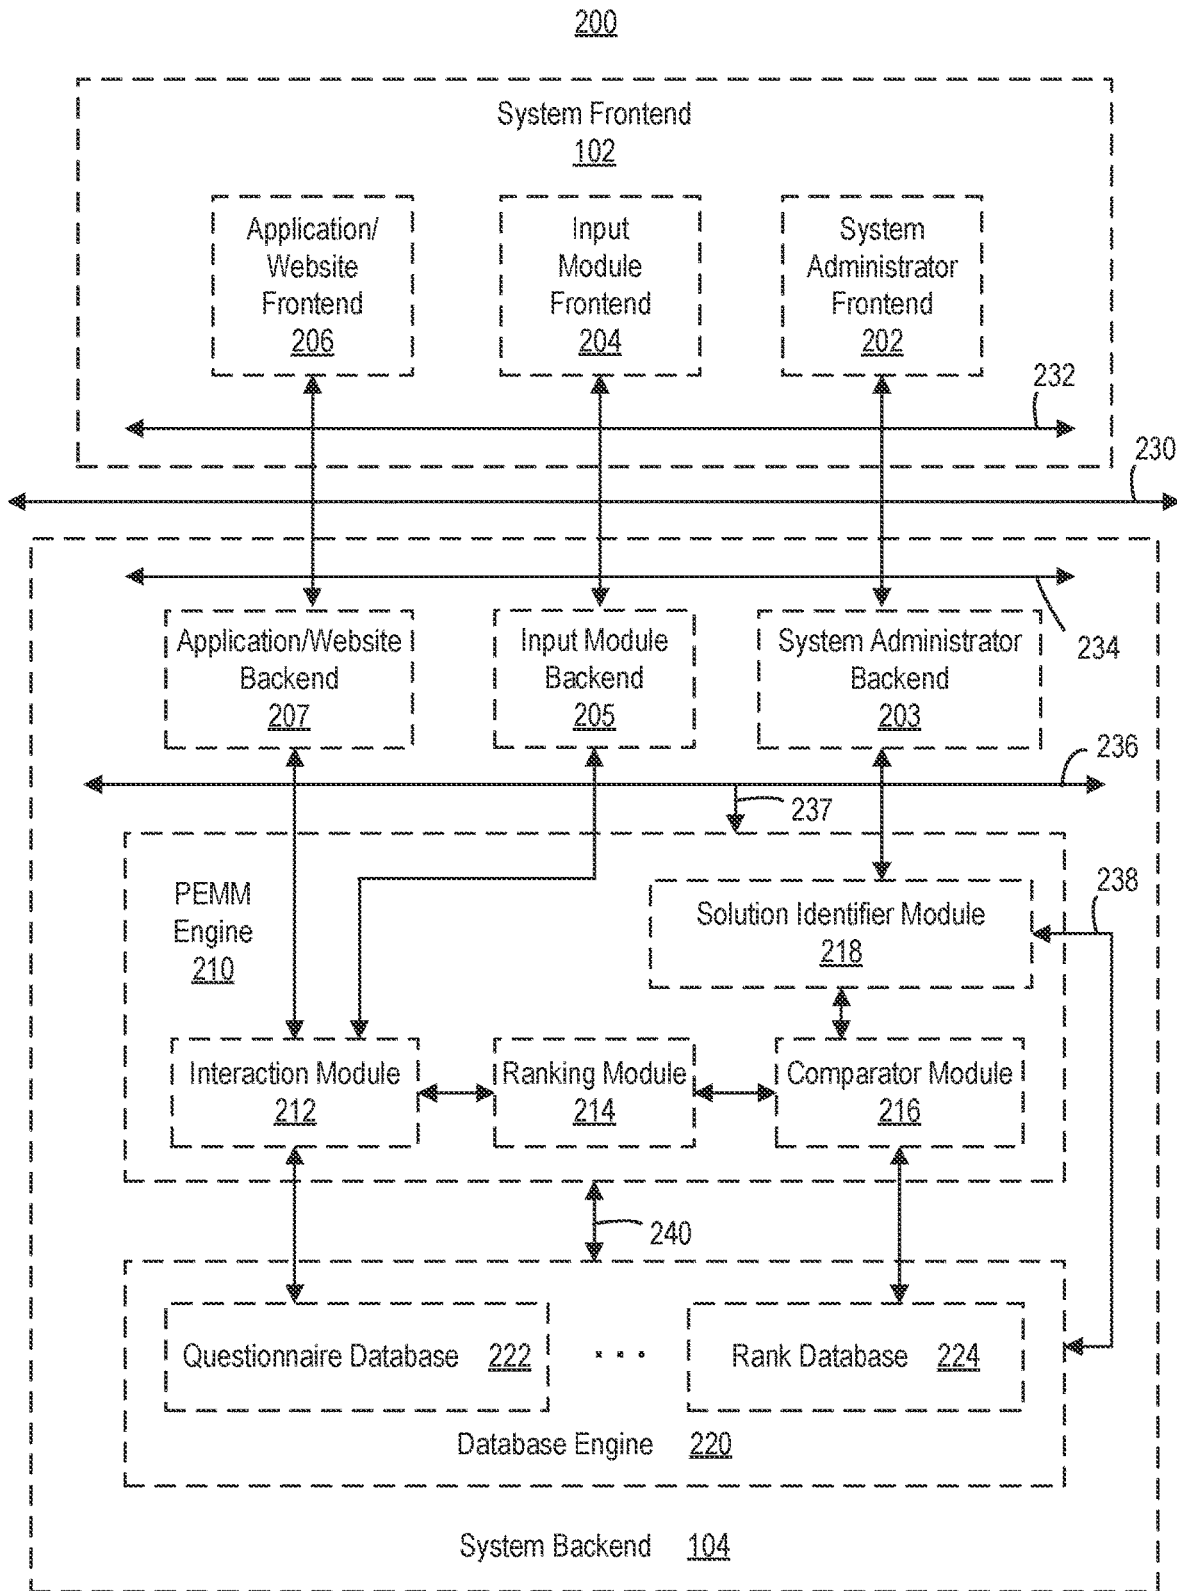 200
System Frontend
102
Application/
Website
Frontend
206
Input
Module
Frontend
204
System
Administrator
Frontend
202
232
230
234
Application/Website
Backend
207
Input Module
Backend
205
System Administrator
Backend
203
236
237
PEMM
Engine
210
Solution Identifier Module
218
238
Interaction Module
212
Ranking Module
214
Comparator Module
216
240
Questionnaire Database 222
. . .
Rank Database 224
Database Engine 220
System Backend 104